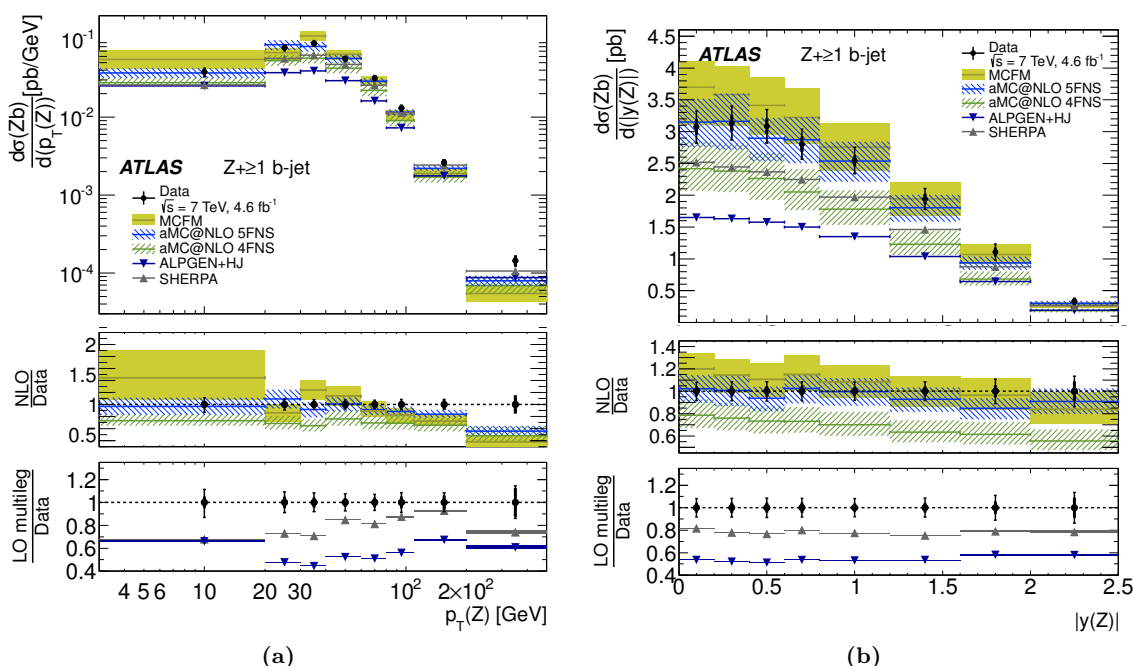 dσ(Zb)
d(p_T(Z)) [pb/GeV]
10⁻¹
10⁻²
10⁻³
10⁻⁴
ATLAS Z+≥1 b-jet
Data
√s = 7 TeV, 4.6 fb⁻¹
MCFM
aMC@NLO 5FNS
aMC@NLO 4FNS
ALPGEN+HJ
SHERPA
NLO
Data
2
1.5
1
0.5
LO multileg
Data
1.2
1
0.8
0.6
0.4
4 5 6 10 20 30 10² 2×10²
p_T(Z) [GeV]
(a)
dσ(Zb)
d(|y(Z)|) [pb]
4.5
4
3.5
3
2.5
2
1.5
1
0.5
ATLAS Z+≥1 b-jet
Data
√s = 7 TeV, 4.6 fb⁻¹
MCFM
aMC@NLO 5FNS
aMC@NLO 4FNS
ALPGEN+HJ
SHERPA
NLO
Data
1.4
1.2
1
0.8
0.6
LO multileg
Data
1.4
1.2
1
0.8
0.6
0.4
0 0.5 1 1.5 2 2.5
|y(Z)|
(b)